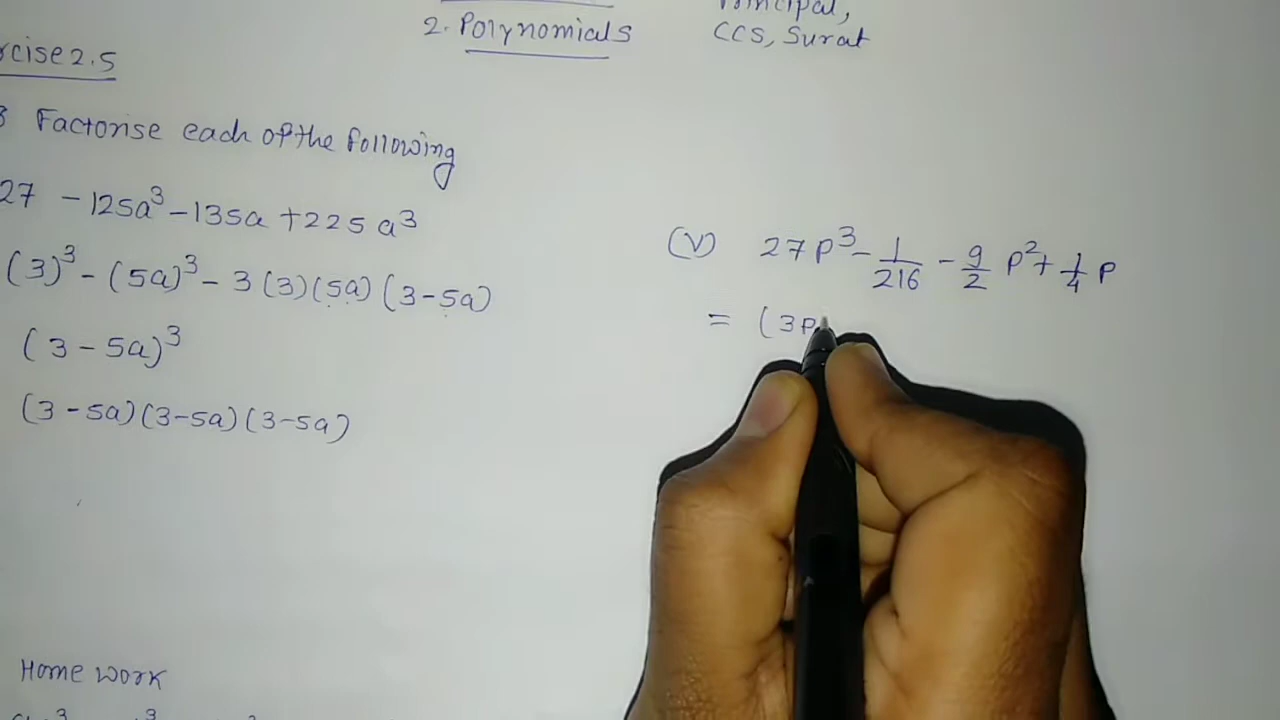 Principal,
2. Polynomials
CCS, Surat
rcise 2.5
3 Factorise each of the following
27 - 125a³ - 135a + 225a³
(3)³ - (5a)³ - 3(3)(5a)(3-5a)
(3 - 5a)³
(3 - 5a)(3-5a)(3-5a)
(V) 27p³ - 1/216 - 9/2 p² + 1/4 p
= (3p
Home work